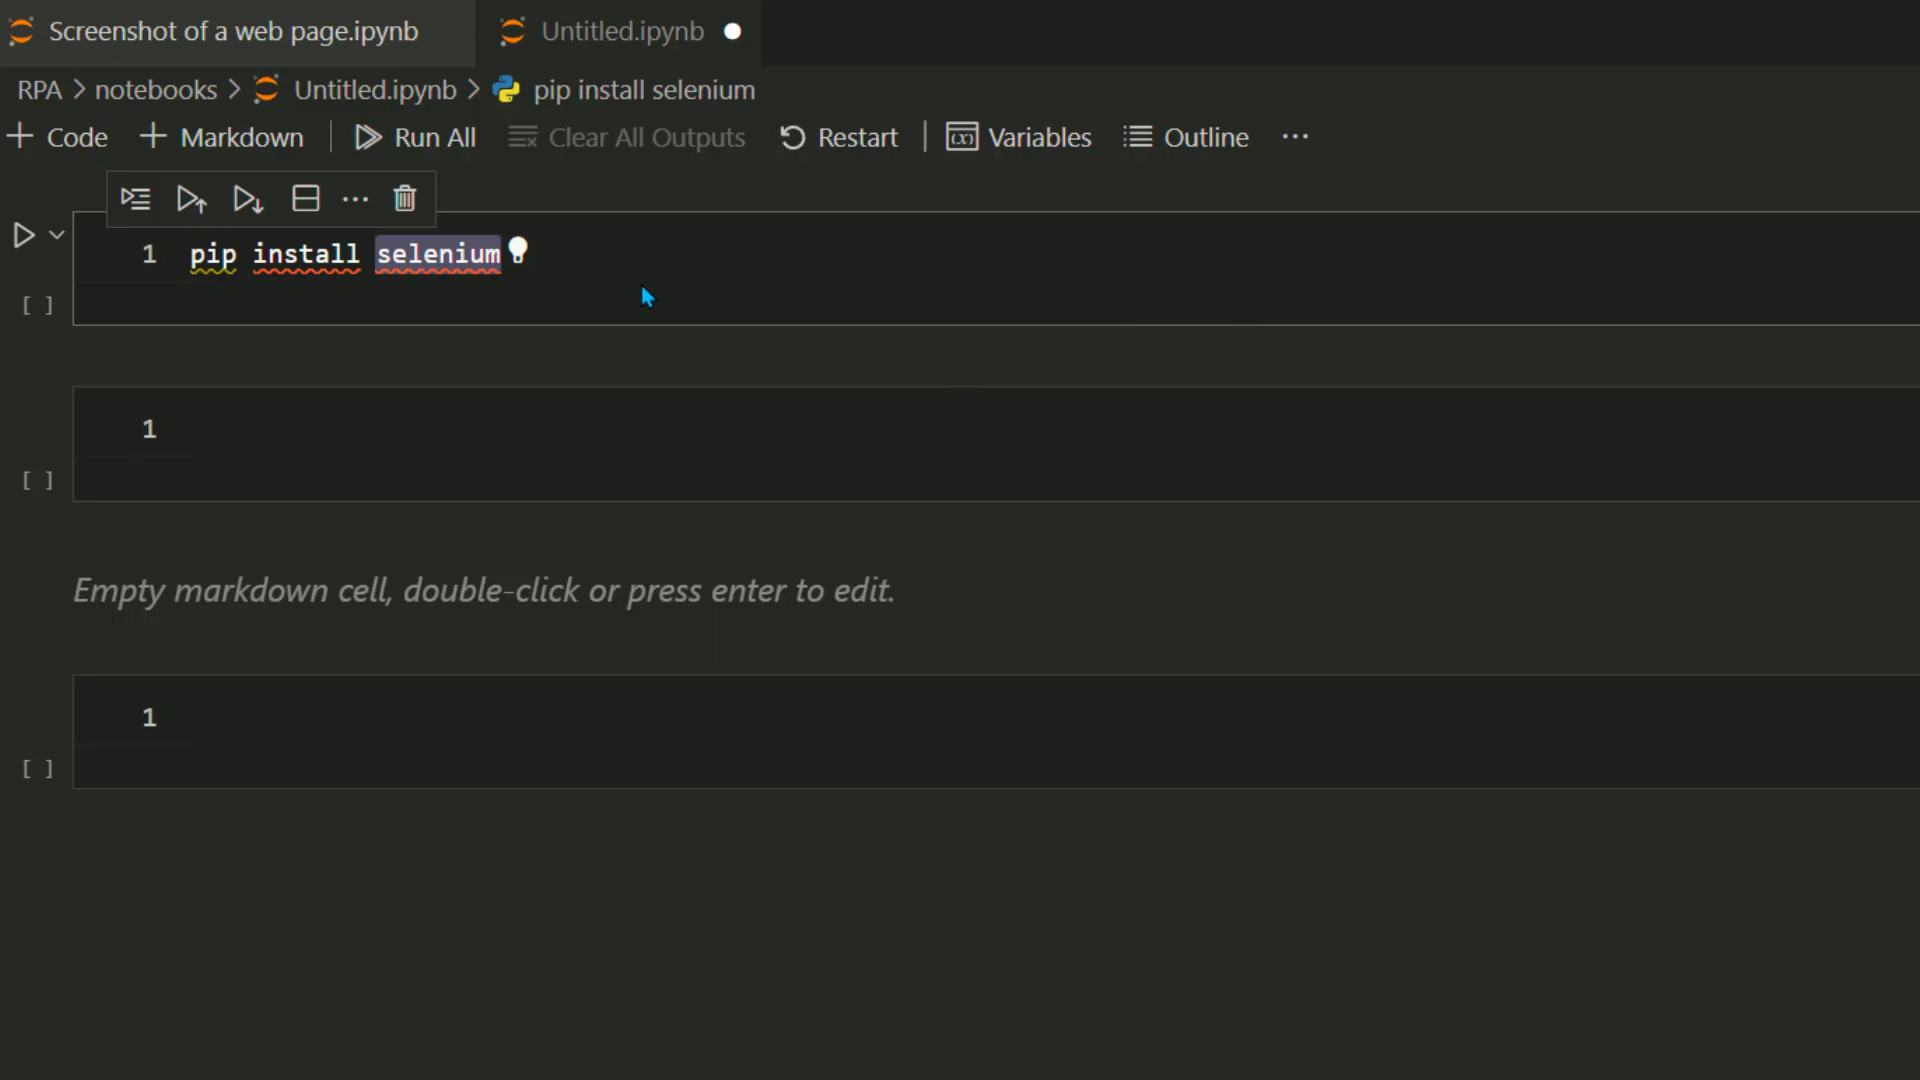 Screenshot of a web page.ipynb Untitled.ipynb
RPA > notebooks > Untitled.ipynb > pip install selenium
+ Code + Markdown | Run All Clear All Outputs Restart | Variables Outline ...
1 pip install selenium
[ ]
1
[ ]
Empty markdown cell, double-click or press enter to edit.
1
[ ]